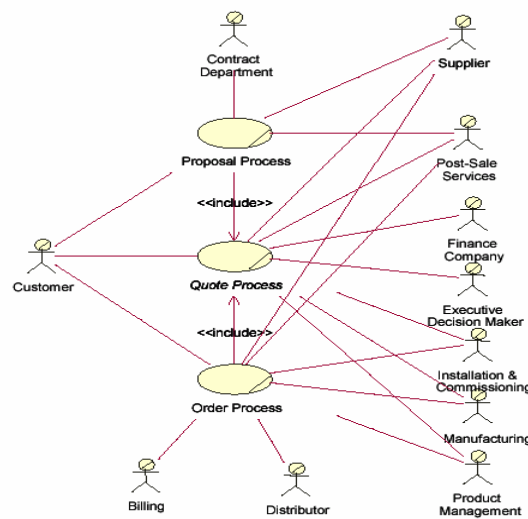 Contract
Department
Supplier
Proposal Process
Post-Sale
Services
<<include>>
Finance
Company
Customer
Quote Process
Executive
Decision Maker
<<include>>
Installation &
Commissioning
Order Process
Manufacturing
Billing
Distributor
Product
Management